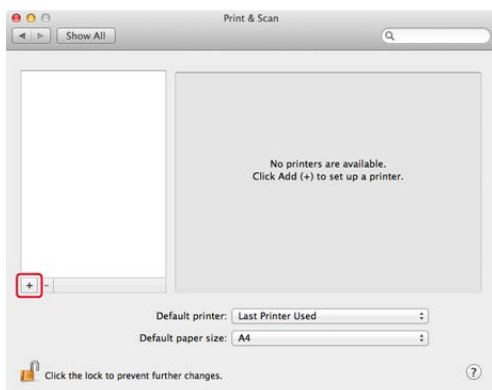 Print & Scan
Show All
No printers are available.
Click Add (+) to set up a printer.
+ -
Default printer: Last Printer Used
Default paper size: A4
Click the lock to prevent further changes.
?